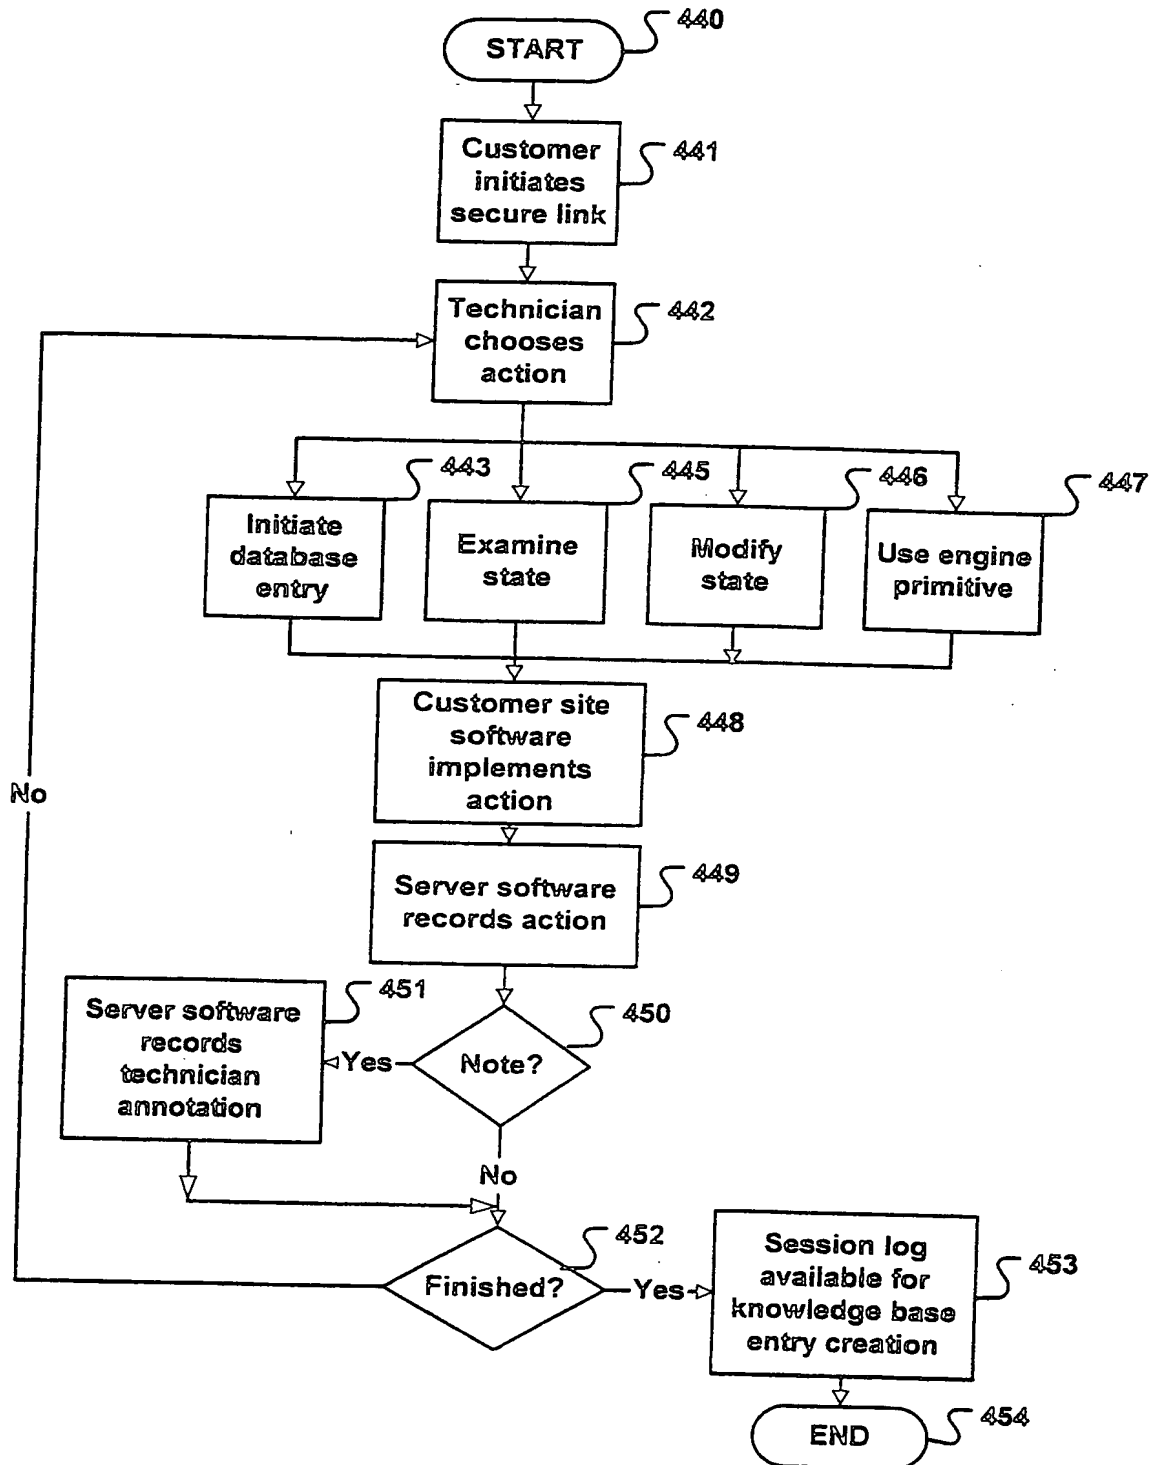 440
START
Customer
initiates
secure link
441
Technician
chooses
action
442
443
445
446
447
Initiate
database
entry
Examine
state
Modify
state
Use engine
primitive
Customer site
software
implements
action
448
No
Server software
records action
449
451
Server software
records
technician
annotation
450
Yes
Note?
No
452
Finished?
Yes
Session log
available for
knowledge base
entry creation
453
END
454